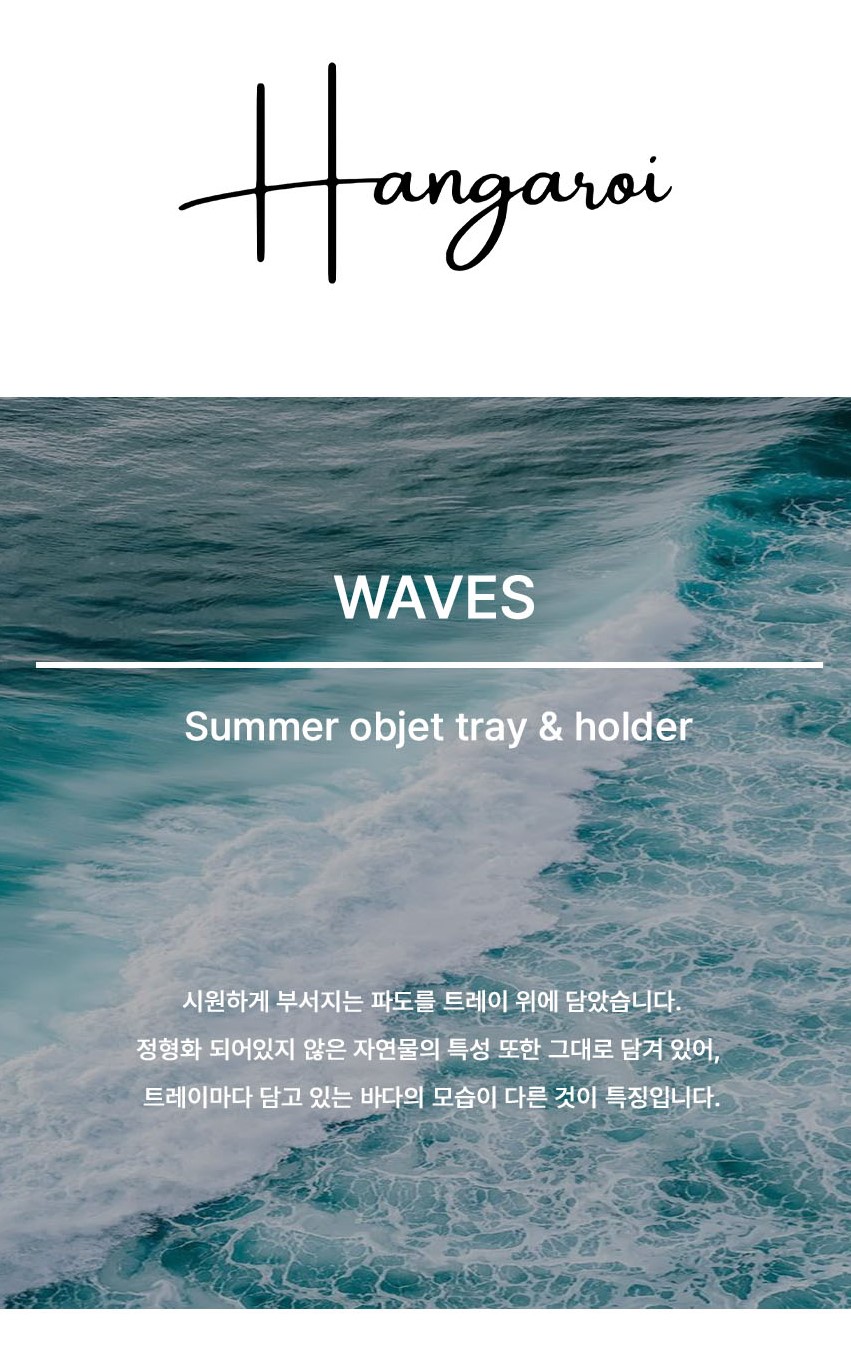 Hangaroi
WAVES
Summer objet tray & holder
시원하게 부서지는 파도를 트레이 위에 담았습니다.
정형화 되어있지 않은 자연물의 특성 또한 그대로 담겨 있어,
트레이마다 담고 있는 바다의 모습이 다른 것이 특징입니다.